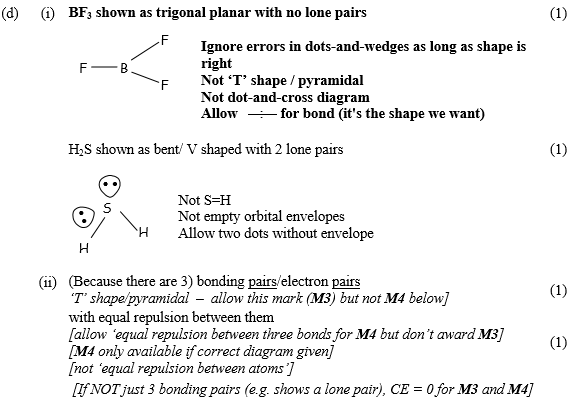 (d) (i) BF₃ shown as trigonal planar with no lone pairs (1)
F
F B
F
Ignore errors in dots-and-wedges as long as shape is
right
Not ‘T’ shape / pyramidal
Not dot-and-cross diagram
Allow for bond (it's the shape we want)
H₂S shown as bent/ V shaped with 2 lone pairs (1)
S
H
H
Not S=H
Not empty orbital envelopes
Allow two dots without envelope
(ii) (Because there are 3) bonding pairs/electron pairs (1)
‘T’ shape/pyramidal – allow this mark (M3) but not M4 below]
with equal repulsion between them
[allow ‘equal repulsion between three bonds for M4 but don’t award M3] (1)
[M4 only available if correct diagram given]
[not ‘equal repulsion between atoms’]
[If NOT just 3 bonding pairs (e.g. shows a lone pair), CE = 0 for M3 and M4]